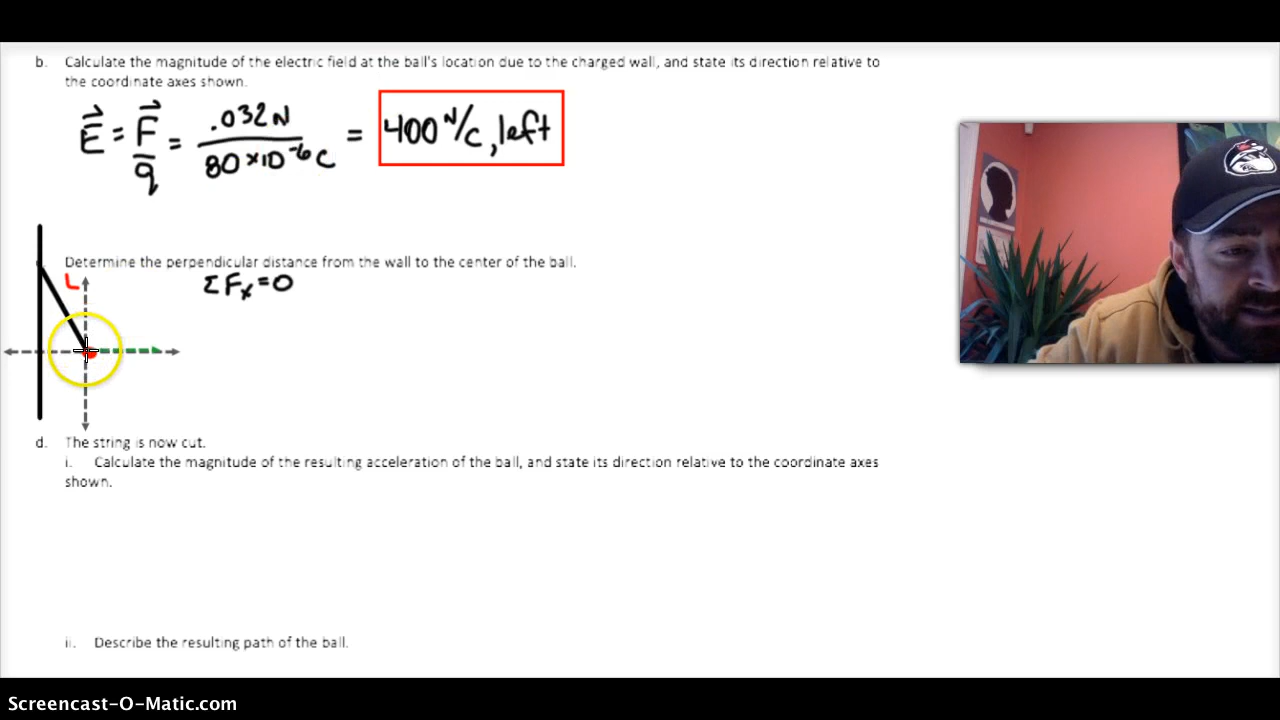 b. Calculate the magnitude of the electric field at the ball's location due to the charged wall, and state its direction relative to
the coordinate axes shown.
E = F/q = .032N / 80×10⁻⁶C = 400 N/C, left
Determine the perpendicular distance from the wall to the center of the ball.
L
ΣFx=0
d. The string is now cut.
i. Calculate the magnitude of the resulting acceleration of the ball, and state its direction relative to the coordinate axes
shown.
ii. Describe the resulting path of the ball.
Screencast-O-Matic.com